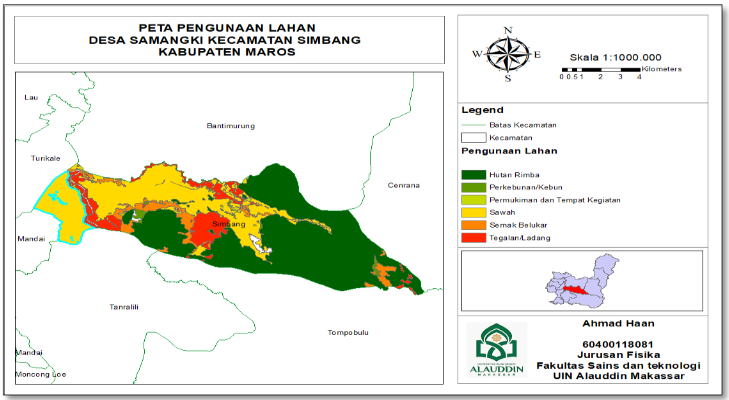 PETA PENGUNAAN LAHAN
DESA SAMANGKI KECAMATAN SIMBANG
KABUPATEN MAROS
Lau
Bantimurung
Turikale
Cenrana
Simbang
Mandai
Tanralili
Tompobulu
Mandai
Moncong Loe
N
W
E
S
Skala 1:1000.000
Kilometers
0 0.5 1 2 3 4
Legend
Batas Kecamatan
Kecamatan
Pengunaan Lahan
Hutan Rimba
Perkebunan/Kebun
Permukiman dan Tempat Kegiatan
Sawah
Semak Belukar
Tegalan/Ladang
ALAUDDIN
MAKASSAR
Ahmad Haan
60400118081
Jurusan Fisika
Fakultas Sains dan teknologi
UIN Alauddin Makassar